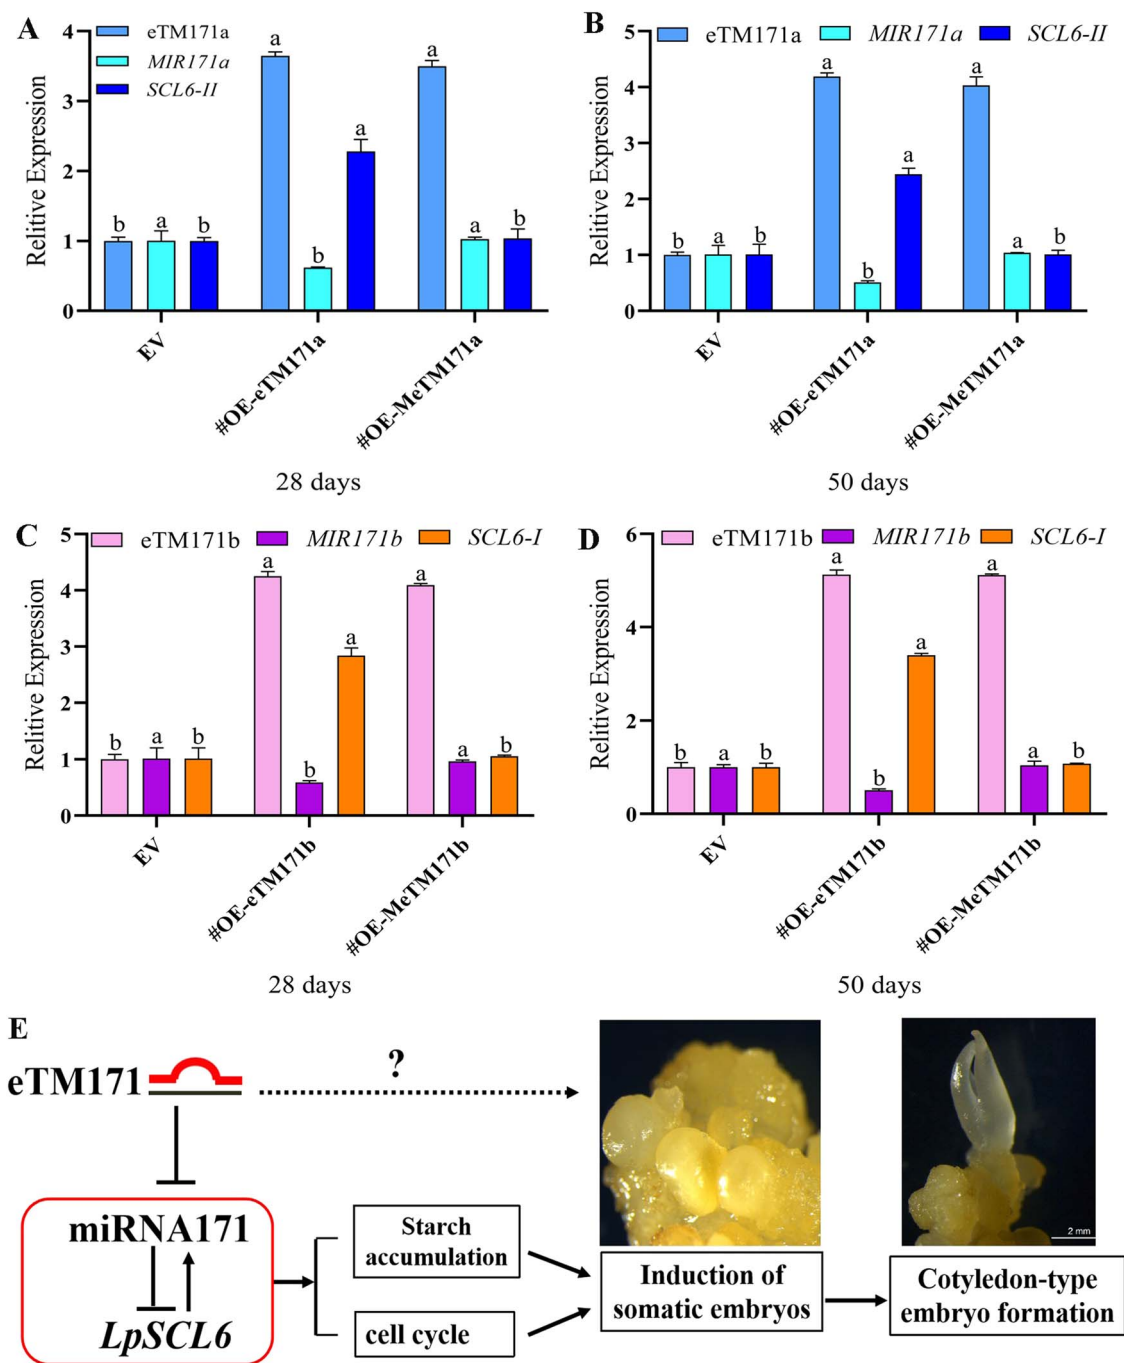 A
eTM171a
MIR171a
SCL6-II
Relitive Expression
4
3
2
1
0
b
a
b
a
b
a
a
a
b
EV
#OE-eTM171a
#OE-MeTM171a
28 days
B
eTM171a
MIR171a
SCL6-II
Relitive Expression
5
4
3
2
1
0
b
a
b
a
b
a
a
a
b
EV
#OE-eTM171a
#OE-MeTM171a
50 days
C
eTM171b
MIR171b
SCL6-I
Relitive Expression
5
4
3
2
1
0
b
a
b
a
b
a
a
a
b
EV
#OE-eTM171b
#OE-MeTM171b
28 days
D
eTM171b
MIR171b
SCL6-I
Relitive Expression
6
4
2
0
b
a
b
a
b
a
a
a
b
EV
#OE-eTM171b
#OE-MeTM171b
50 days
E
eTM171
?
miRNA171
LpSCL6
Starch
accumulation
cell cycle
Induction of
somatic embryos
2 mm
Cotyledon-type
embryo formation